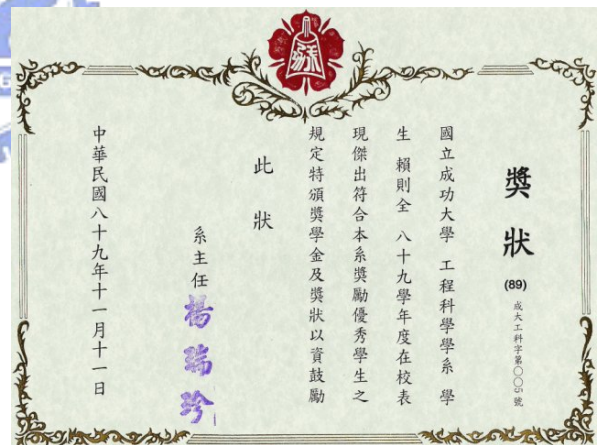 獎狀
(89) 成大工科字第○○5號
國立成功大學 工程科學學系 學
生 賴則全 八十九學年度在校表
現傑出符合本系獎勵優秀學生之
規定特頒獎學金及獎狀以資鼓勵
此狀
系主任 楊瑞珍
中華民國八十九年十一月十一日